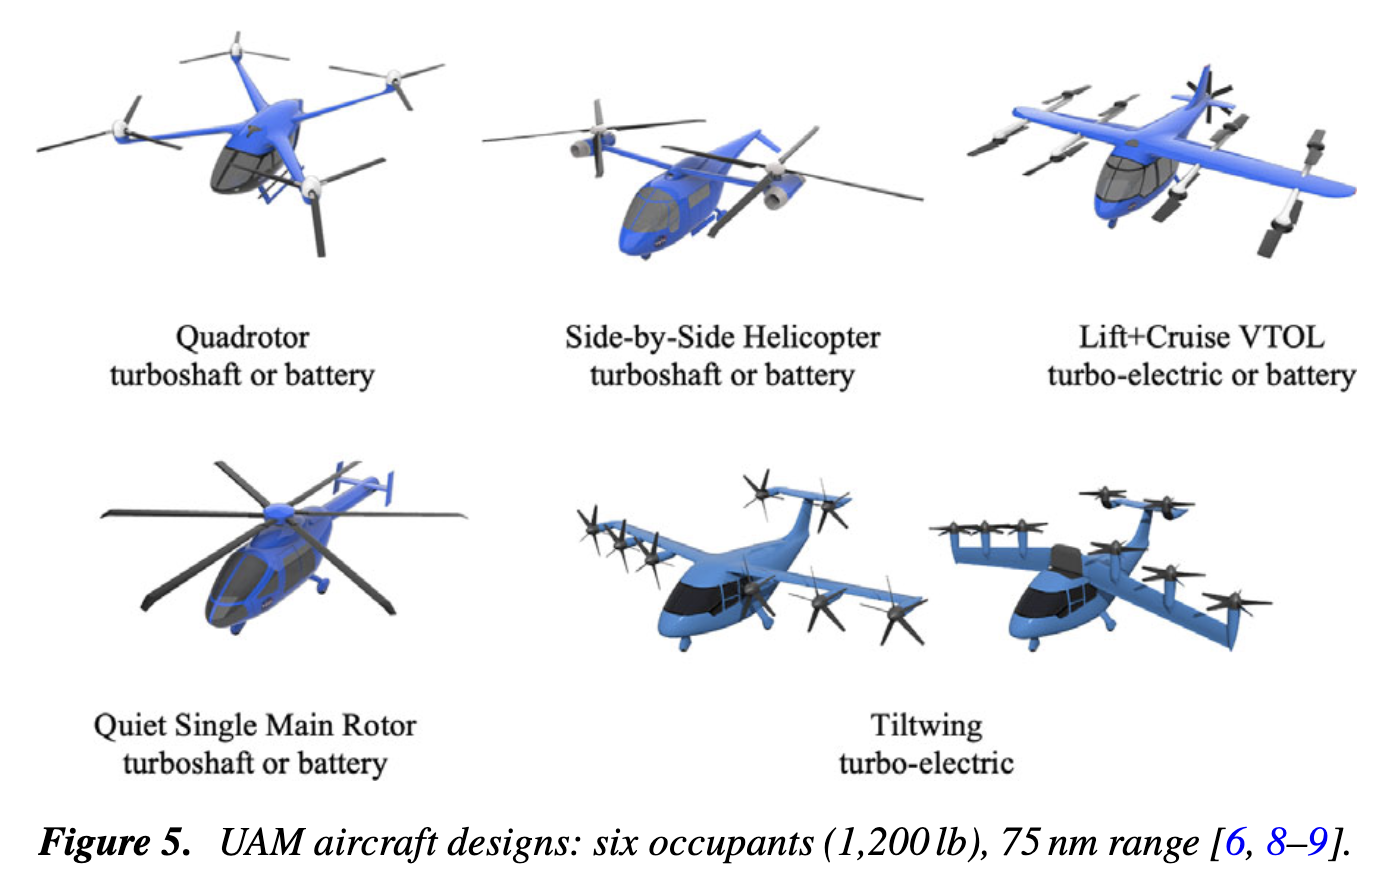 Quadrotor
turboshaft or battery
Side-by-Side Helicopter
turboshaft or battery
Lift+Cruise VTOL
turbo-electric or battery
Quiet Single Main Rotor
turboshaft or battery
Tiltwing
turbo-electric
Figure 5. UAM aircraft designs: six occupants (1,200 lb), 75 nm range [6, 8–9].